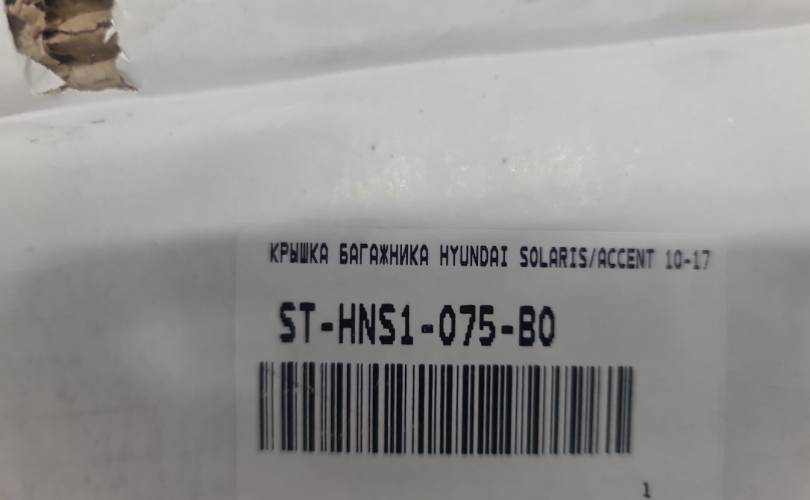 КРЫШКА БАГАЖНИКА HYUNDAI SOLARIS/ACCENT 10-17
ST-HNS1-075-B0
1